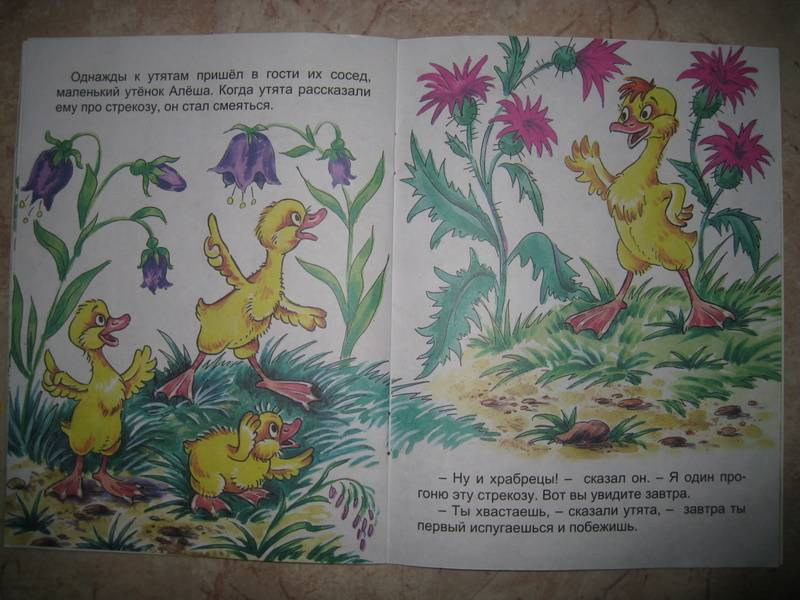 Однажды к утятам пришёл в гости их сосед,
маленький утёнок Алёша. Когда утята рассказали
ему про стрекозу, он стал смеяться.
– Ну и храбрецы! – сказал он. – Я один про-
гоню эту стрекозу. Вот вы увидите завтра.
– Ты хвастаешь, – сказали утята, – завтра ты
первый испугаешься и побежишь.